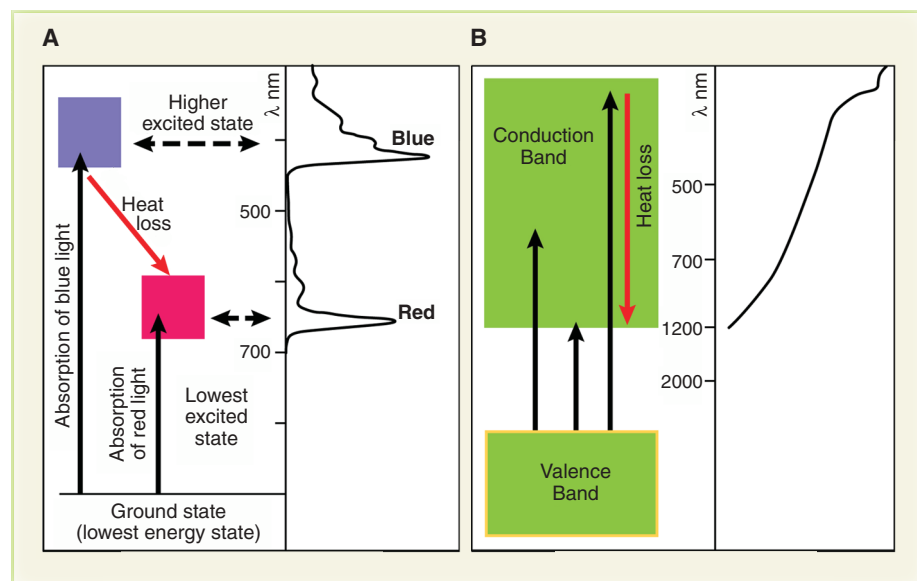 A
λ nm
Higher
excited state
Blue
Heat
loss
500
Absorption of blue light
Red
700
Absorption
of red light
Lowest
excited
state
Ground state
(lowest energy state)
B
λ nm
Conduction
Band
Heat loss
500
700
1200
2000
Valence
Band